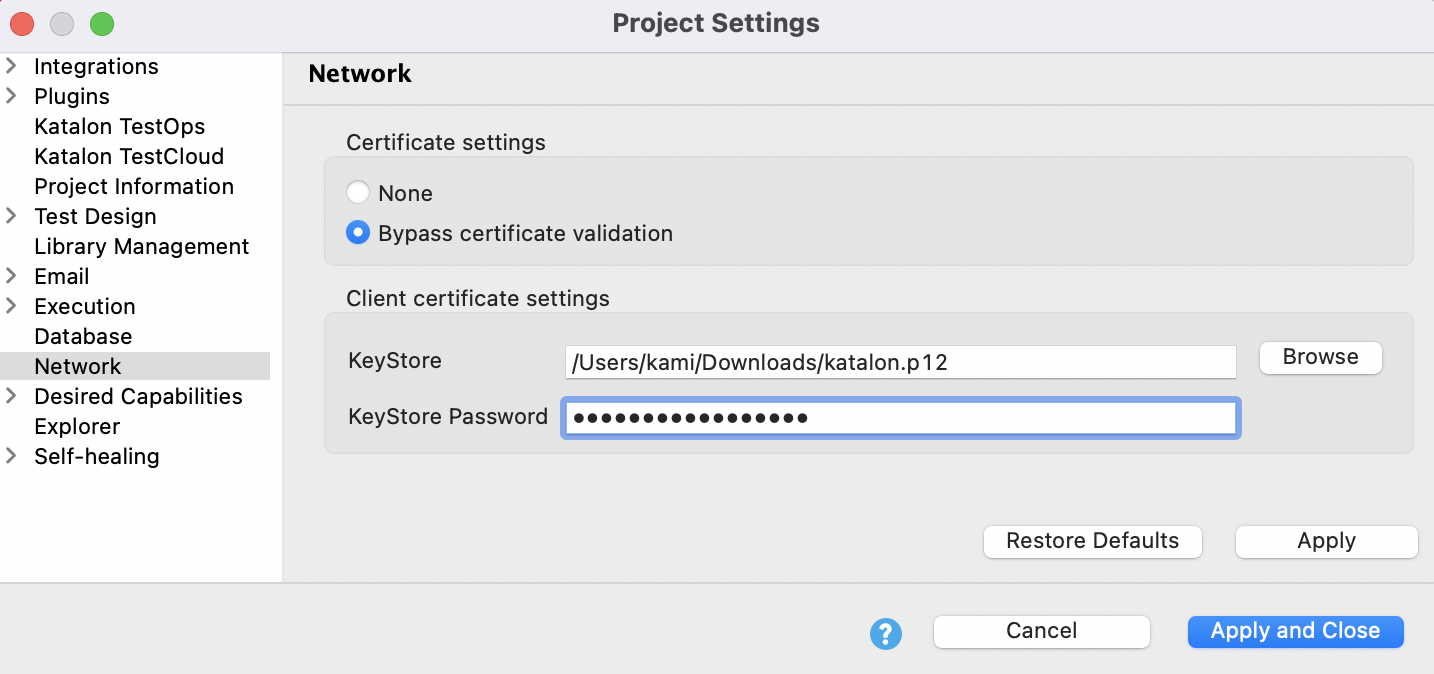 Project Settings
Integrations
Plugins
Katalon TestOps
Katalon TestCloud
Project Information
Test Design
Library Management
Email
Execution
Database
Network
Desired Capabilities
Explorer
Self-healing
Network
Certificate settings
None
Bypass certificate validation
Client certificate settings
KeyStore /Users/kami/Downloads/katalon.p12 Browse
KeyStore Password •••••••••••••••••
Restore Defaults Apply
? Cancel Apply and Close